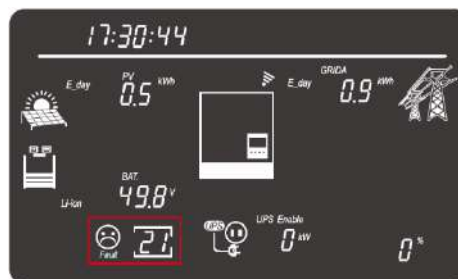 17:30:44
E_day PV 0.5 kWh
E_day GRIDA 0.9 kWh
Li-ion BAT. 49.8 V
Fault 21
UPS UPS Enable 0 kW
0 %